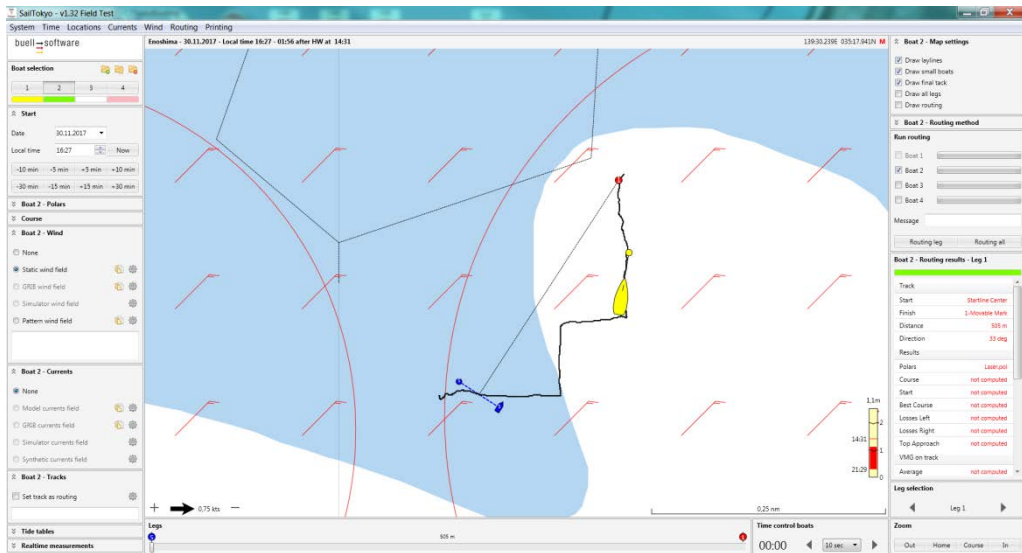 SailTokyo - v1.32 Field Test
System Time Locations Currents Wind Routing Printing
buell software
Boat selection
1 2 3 4
Start
Date 30.11.2017
Local time 16:27 Now
-10 min -5 min +5 min +10 min
-30 min -15 min +15 min +30 min
Boat 2 - Polars
Course
Boat 2 - Wind
None
Static wind field
GRIB wind field
Simulator wind field
Pattern wind field
Boat 2 - Currents
None
Model currents field
GRIB currents field
Simulator currents field
Synthetic currents field
Boat 2 - Tracks
Set track as routing
Tide tables
Realtime measurements
Enoshima - 30.11.2017 - Local time 16:27 - 01:56 after HW at 14:31
139:30.239E 035:17.941N M
1,1m
2
14:31
1
21:29
0
+ 0,75 kts −
0,25 nm
Legs
S
505 m
Time control boats
00:00 10 sec
Boat 2 - Map settings
Draw laylines
Draw small boats
Draw final tack
Draw all legs
Draw routing
Boat 2 - Routing method
Run routing
Boat 1
Boat 2
Boat 3
Boat 4
Message
Routing leg Routing all
Boat 2 - Routing results - Leg 1
Track
Start Startline Center
Finish 1-Movable Mark
Distance 505 m
Direction 33 deg
Results
Polars Laser.pol
Course not computed
Start not computed
Best Course not computed
Losses Left not computed
Losses Right not computed
Top Approach not computed
VMG on track
Average not computed
Leg selection
Leg 1
Zoom
Out Home Course In